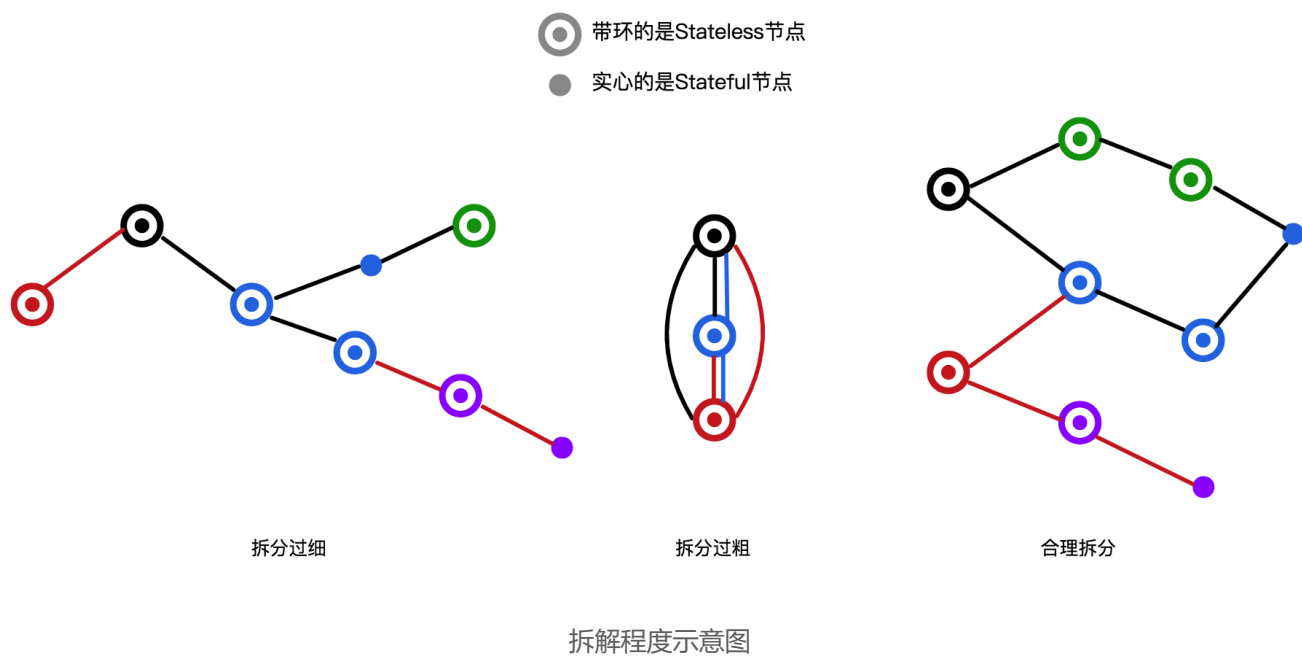 带环的是Stateless节点
实心的是Stateful节点
拆分过细
拆分过粗
合理拆分
拆解程度示意图